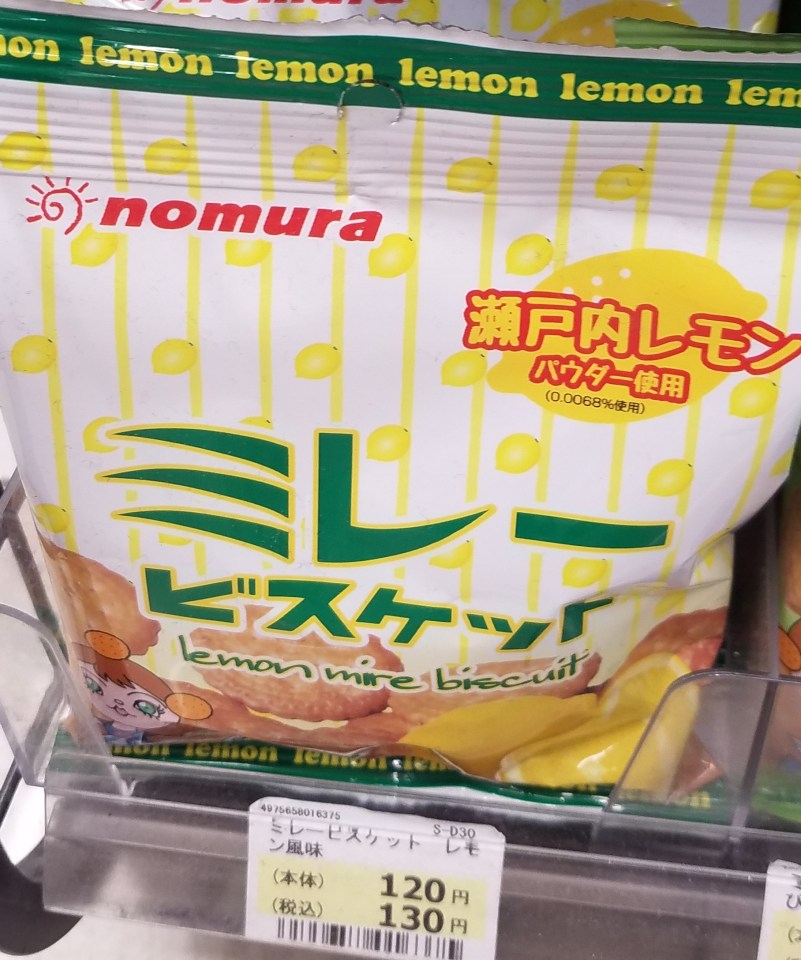 nomura
lemon lemon lemon lemon lemon
nomura
瀬戸内レモン
パウダー使用
(0.0068%使用)
ミレー
ビスケット
lemon mire biscuit
lemon lemon lemon
4975658016375
S-D30
ミレービスケット レモ
ン風味
(本体) 120円
(税込) 130円